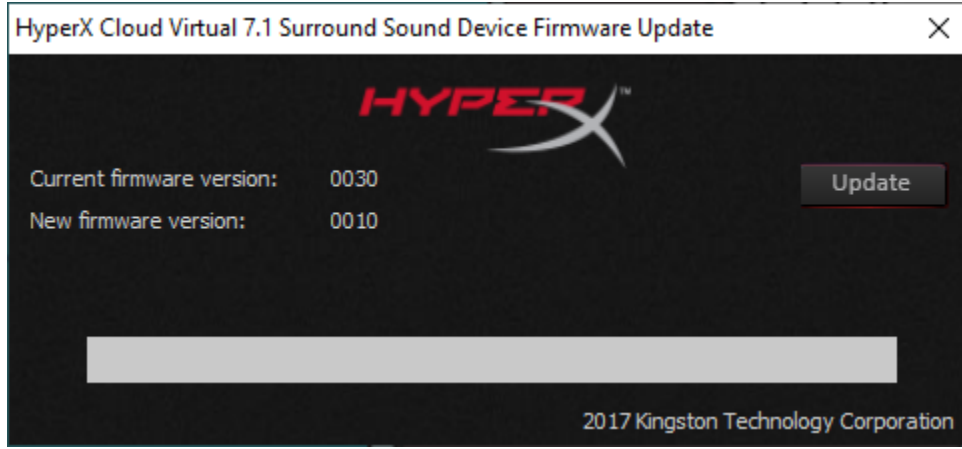 HyperX Cloud Virtual 7.1 Surround Sound Device Firmware Update
HYPERX™
Current firmware version: 0030
Update
New firmware version: 0010
2017 Kingston Technology Corporation